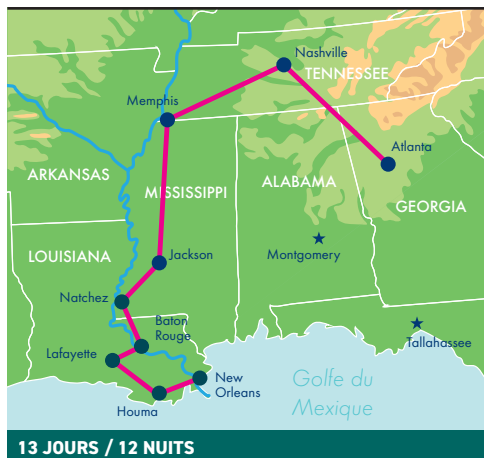 Nashville
TENNESSEE
Memphis
Atlanta
ARKANSAS
MISSISSIPPI
ALABAMA
GEORGIA
LOUISIANA
Jackson
Montgomery
Natchez
Baton
Rouge
Tallahassee
Lafayette
New
Orleans
Houma
Golfe du
Mexique
13 JOURS / 12 NUITS